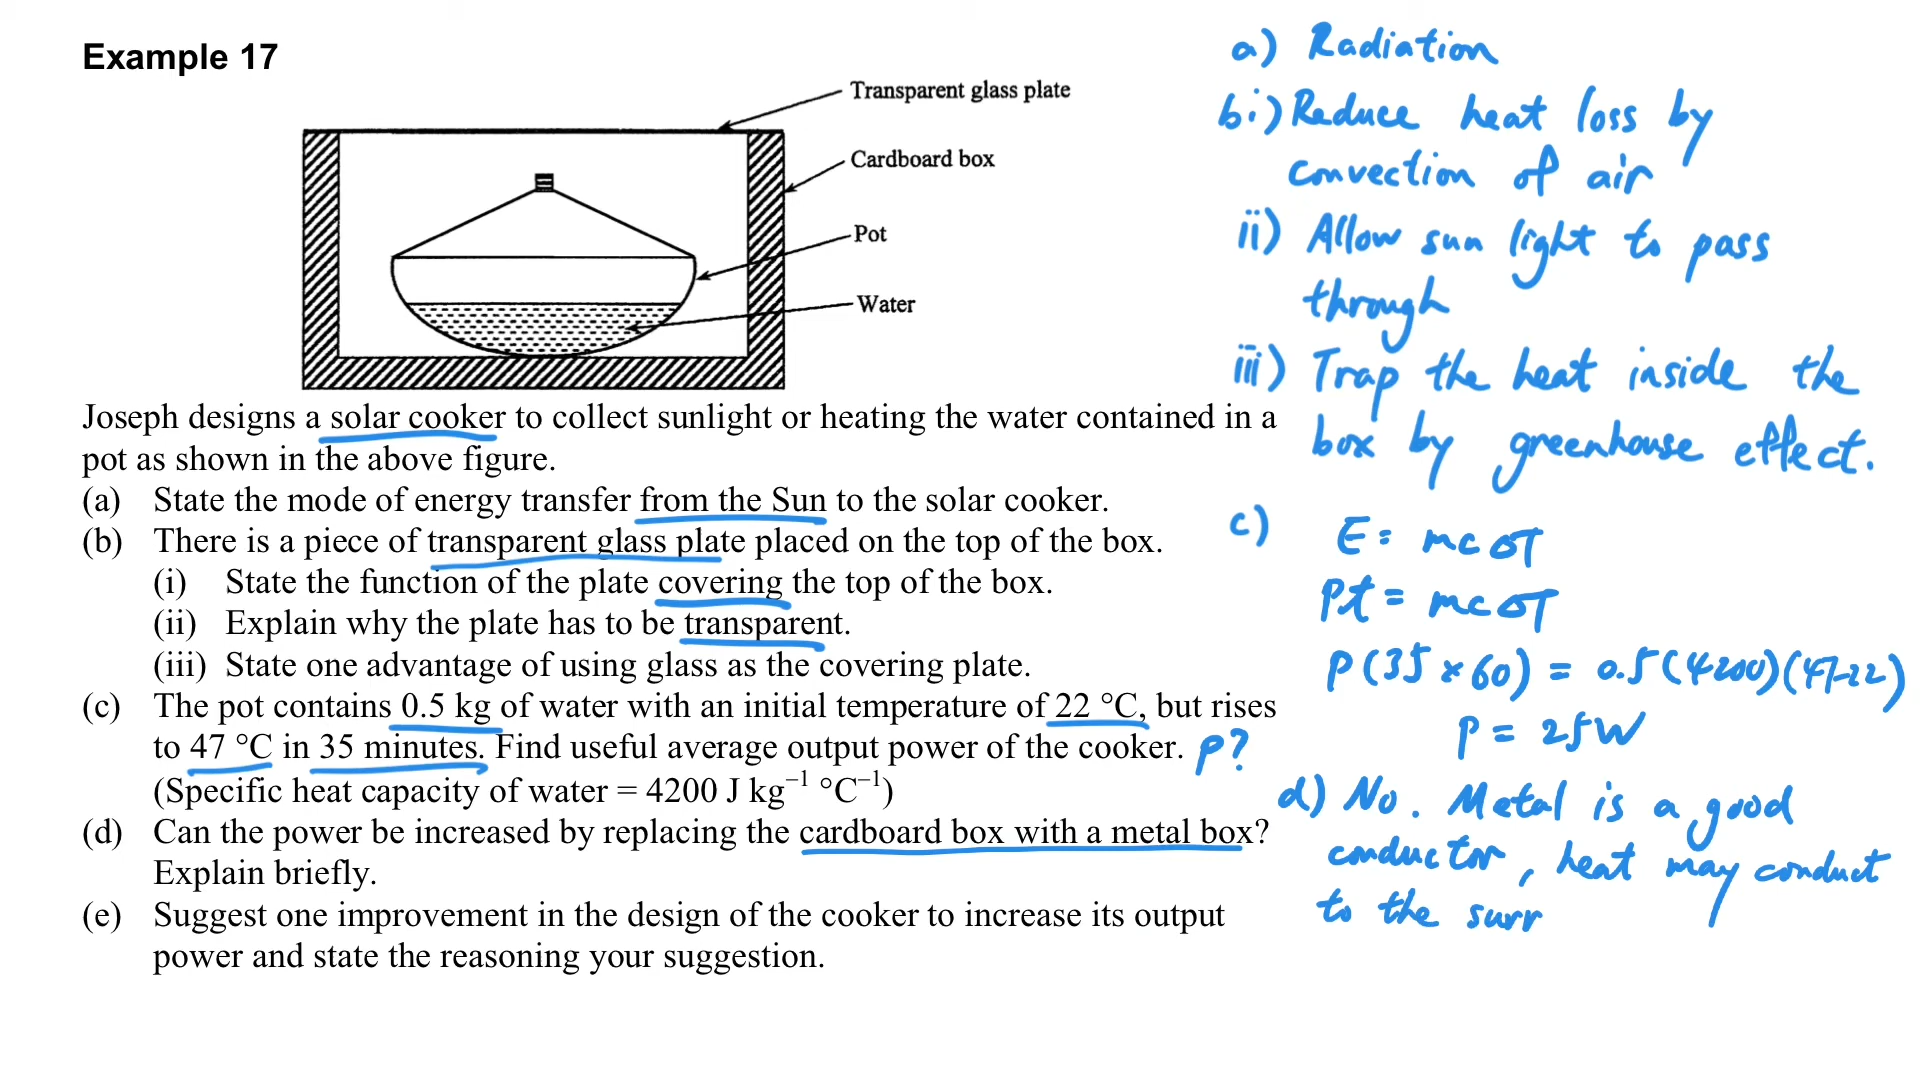 Example 17
Transparent glass plate
Cardboard box
Pot
Water
Joseph designs a solar cooker to collect sunlight or heating the water contained in a
pot as shown in the above figure.
(a) State the mode of energy transfer from the Sun to the solar cooker.
(b) There is a piece of transparent glass plate placed on the top of the box.
(i) State the function of the plate covering the top of the box.
(ii) Explain why the plate has to be transparent.
(iii) State one advantage of using glass as the covering plate.
(c) The pot contains 0.5 kg of water with an initial temperature of 22 °C, but rises
to 47 °C in 35 minutes. Find useful average output power of the cooker. P?
(Specific heat capacity of water = 4200 J kg⁻¹ °C⁻¹)
(d) Can the power be increased by replacing the cardboard box with a metal box?
Explain briefly.
(e) Suggest one improvement in the design of the cooker to increase its output
power and state the reasoning your suggestion.
a) Radiation
bi) Reduce heat loss by
convection of air
ii) Allow sun light to pass
through
iii) Trap the heat inside the
box by greenhouse effect.
c) E = mcΔT
Pt = mcΔT
P(35 × 60) = 0.5(4200)(47-22)
P = 25W
d) No. Metal is a good
conductor, heat may conduct
to the surr